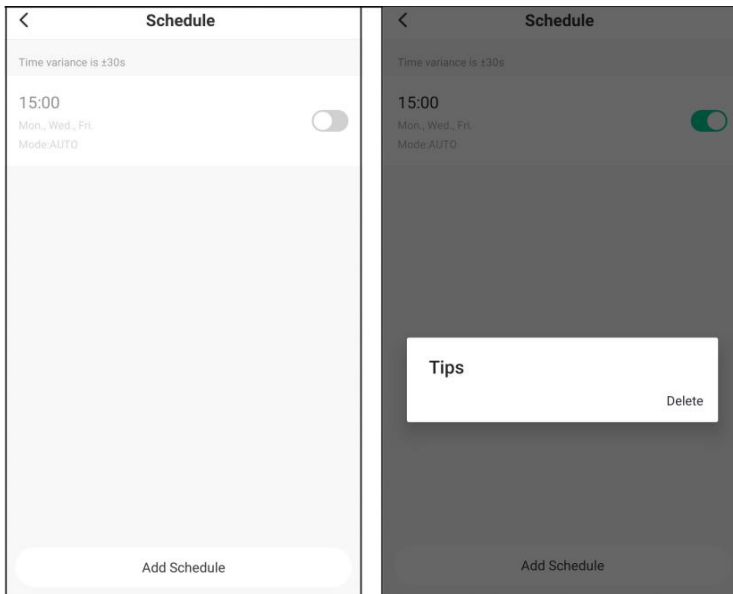 Schedule
Time variance is ±30s
15:00
Mon., Wed., Fri.
Mode:AUTO
Add Schedule
Schedule
Time variance is ±30s
15:00
Mon., Wed., Fri.
Mode:AUTO
Tips
Delete
Add Schedule